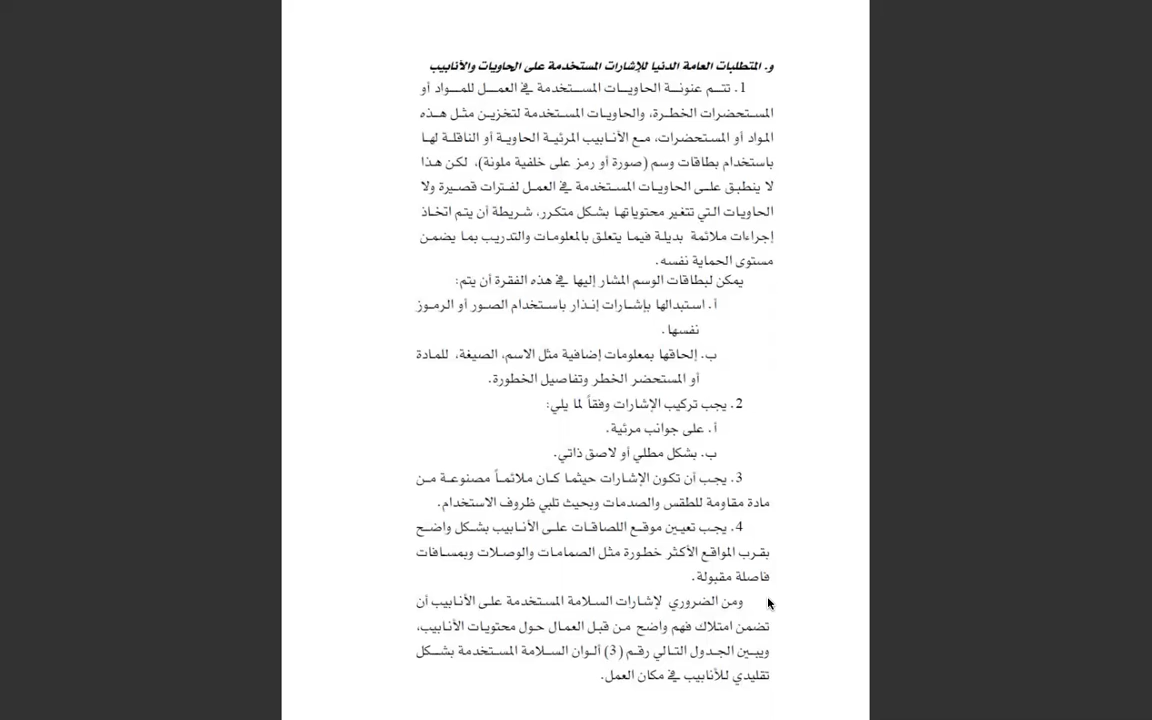 و. المتطلبات العامة الدنيا للإشارات المستخدمة على الحاويات والأنابيب
1. تتم عنونة الحاويات المستخدمة في العمل للمواد أو
المستحضرات الخطرة، والحاويات المستخدمة لتخزين مثل هذه
المواد أو المستحضرات، مع الأنابيب المرئية الحاوية أو الناقلة لها
باستخدام بطاقات وسم (صورة أو رمز على خلفية ملونة)، لكن هذا
لا ينطبق على الحاويات المستخدمة في العمل لفترات قصيرة ولا
الحاويات التي تتغير محتوياتها بشكل متكرر، شريطة أن يتم اتخاذ
إجراءات ملائمة بديلة فيما يتعلق بالمعلومات والتدريب بما يضمن
مستوى الحماية نفسه.
يمكن لبطاقات الوسم المشار إليها في هذه الفقرة أن يتم:
أ. استبدالها بإشارات إنذار باستخدام الصور أو الرموز
نفسها.
ب. إلحاقها بمعلومات إضافية مثل الاسم، الصيغة، للمادة
أو المستحضر الخطر وتفاصيل الخطورة.
2. يجب تركيب الإشارات وفقاً لما يلي:
أ. على جوانب مرئية.
ب. بشكل مطلي أو لاصق ذاتي.
3. يجب أن تكون الإشارات حيثما كان ملائماً مصنوعة من
مادة مقاومة للطقس والصدمات وبحيث تلبي ظروف الاستخدام.
4. يجب تعيين موقع اللصاقات على الأنابيب بشكل واضح
بقرب المواقع الأكثر خطورة مثل الصمامات والوصلات وبمسافات
فاصلة مقبولة.
ومن الضروري لإشارات السلامة المستخدمة على الأنابيب أن
تضمن امتلاك فهم واضح من قبل العمال حول محتويات الأنابيب،
ويبين الجدول التالي رقم (3) ألوان السلامة المستخدمة بشكل
تقليدي للأنابيب في مكان العمل.